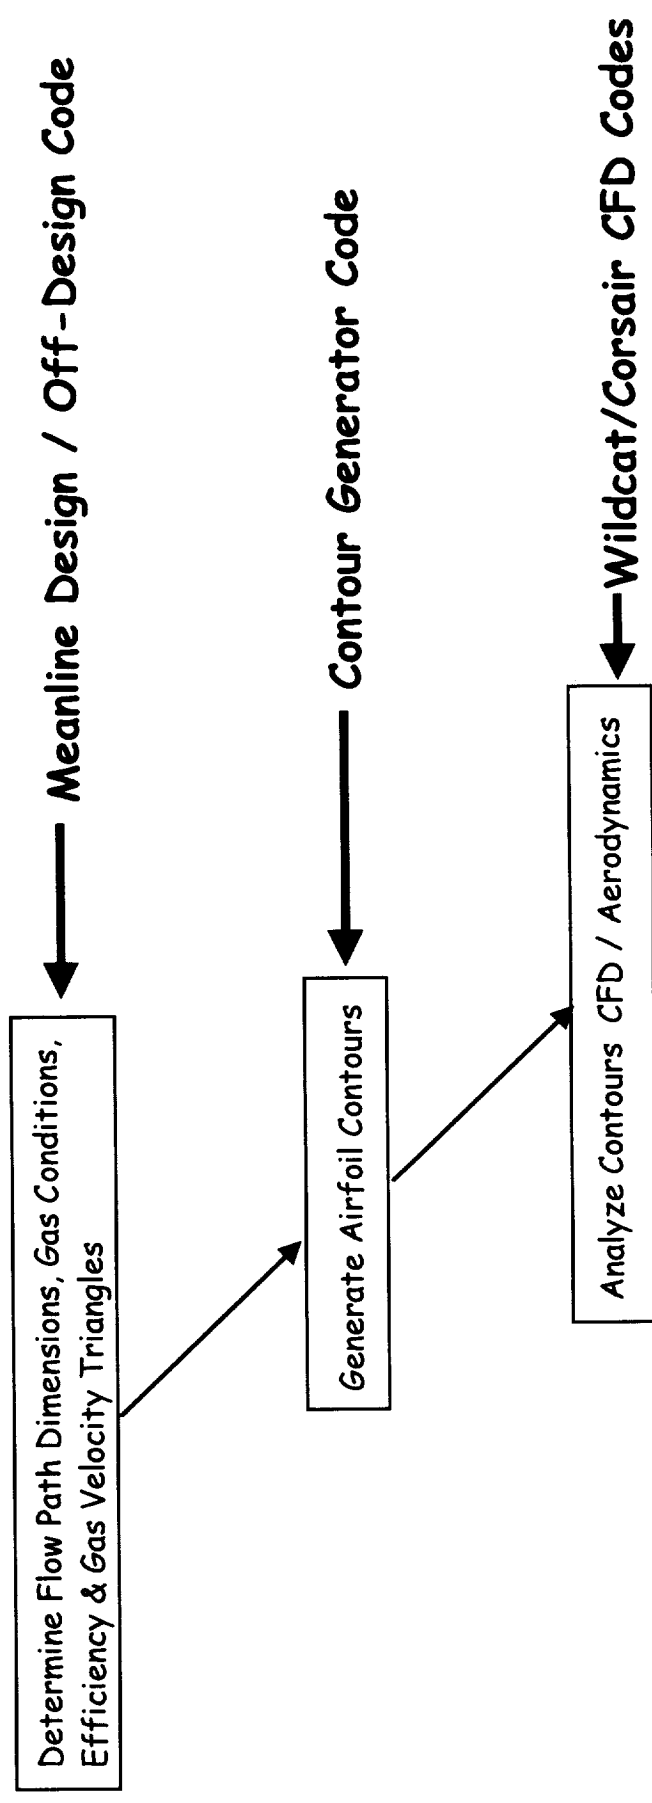 Determine Flow Path Dimensions, Gas Conditions,
Efficiency & Gas Velocity Triangles
Meanline Design / Off-Design Code
Generate Airfoil Contours
Contour Generator Code
Analyze Contours CFD / Aerodynamics
Wildcat/Corsair CFD Codes